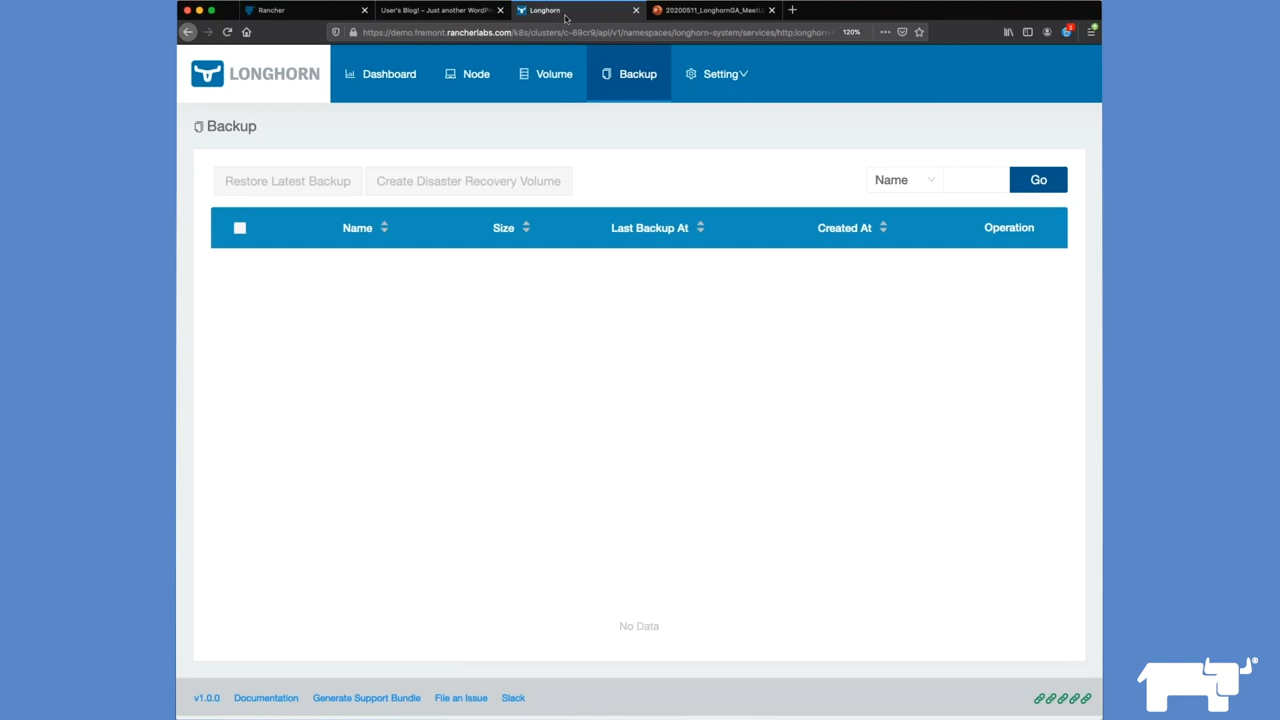 Rancher
User's Blog! – Just another WordPr
Longhorn
20200511_LonghornGA_MeetU
https://demo.fremont.rancherlabs.com/k8s/clusters/c-69cr9/api/v1/namespaces/longhorn-system/services/http:longhorn-
120%
LONGHORN
Dashboard
Node
Volume
Backup
Setting
Backup
Restore Latest Backup
Create Disaster Recovery Volume
Name
Go
Name
Size
Last Backup At
Created At
Operation
No Data
v1.0.0
Documentation
Generate Support Bundle
File an Issue
Slack